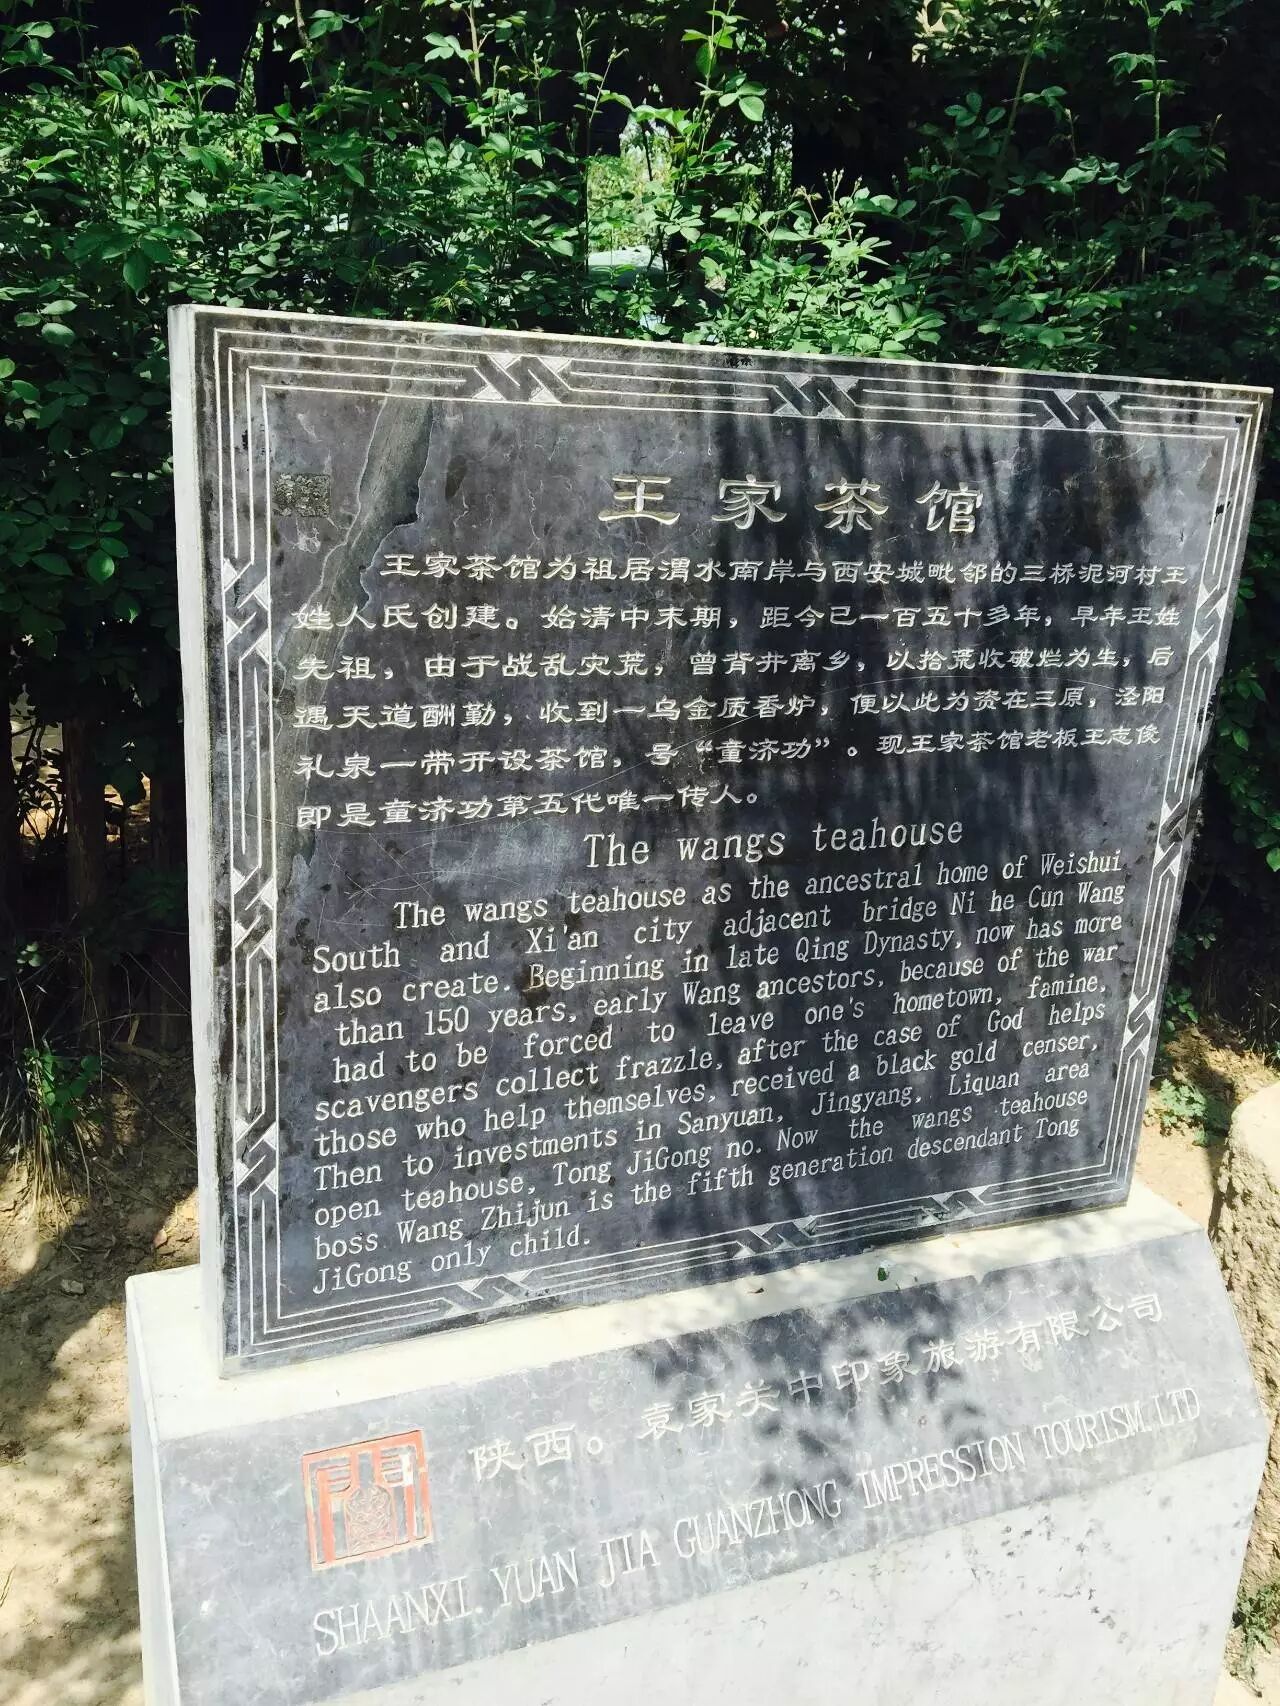 王家茶馆
王家茶馆为祖居渭水南岸与西安城毗邻的三桥泥河村王
姓人氏创建。始清中末期，距今已一百五十多年，早年王姓
先祖，由于战乱灾荒，曾背井离乡，以拾荒收破烂为生，后
遇天道酬勤，收到一乌金质香炉，便以此为资在三原，泾阳
礼泉一带开设茶馆，号“童济功”。现王家茶馆老板王志俊
即是童济功第五代唯一传人。
The wangs teahouse
The wangs teahouse as the ancestral home of Weishui
South and Xi'an city adjacent bridge Ni he Cun Wang
also create. Beginning in late Qing Dynasty, now has more
than 150 years, early Wang ancestors, because of the war
had to be forced to leave one's hometown, famine,
scavengers collect frazzle, after the case of God helps
those who help themselves, received a black gold censer,
Then to investments in Sanyuan, Jingyang, Liquan area
open teahouse, Tong JiGong no. Now the wangs teahouse
boss Wang Zhijun is the fifth generation descendant Tong
JiGong only child.
陕西。袁家关中印象旅游有限公司
SHAANXI. YUAN JIA GUANZHONG IMPRESSION TOURISM. LTD